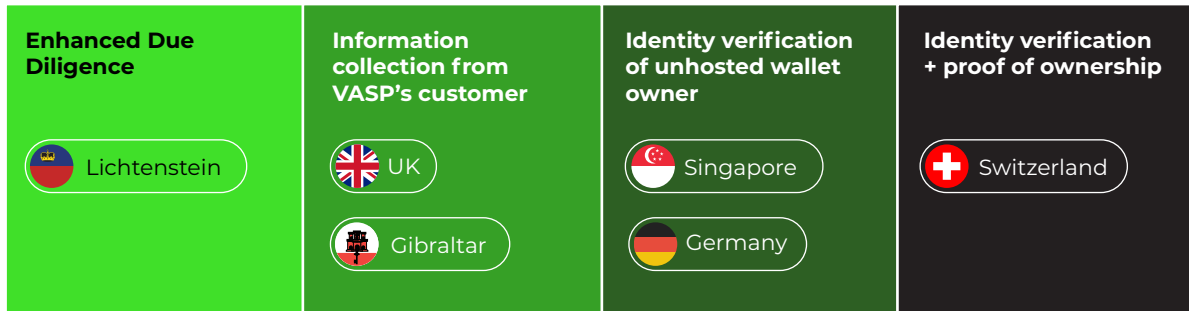 Enhanced Due
Diligence
Lichtenstein
Information
collection from
VASP's customer
UK
Gibraltar
Identity verification
of unhosted wallet
owner
Singapore
Germany
Identity verification
+ proof of ownership
Switzerland